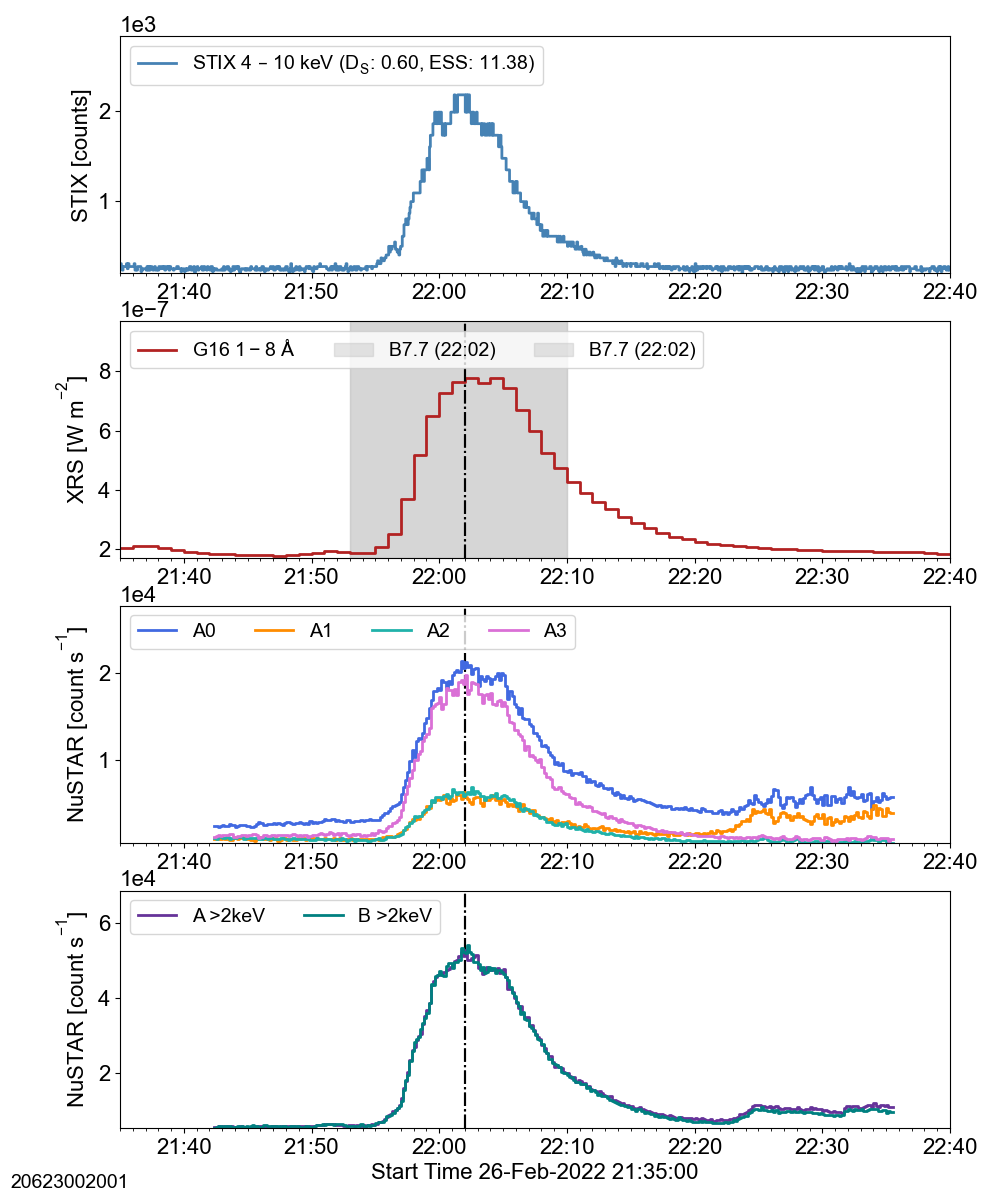 1e3
STIX 4 – 10 keV (DS: 0.60, ESS: 11.38)
STIX [counts]
2
1
21:40 21:50 22:00 22:10 22:20 22:30 22:40
1e−7
G16 1 − 8 Å B7.7 (22:02) B7.7 (22:02)
XRS [W m−2]
8
6
4
2
21:40 21:50 22:00 22:10 22:20 22:30 22:40
1e4
A0 A1 A2 A3
NuSTAR [count s−1]
2
1
21:40 21:50 22:00 22:10 22:20 22:30 22:40
1e4
A >2keV B >2keV
NuSTAR [count s−1]
6
4
2
21:40 21:50 22:00 22:10 22:20 22:30 22:40
Start Time 26-Feb-2022 21:35:00
20623002001